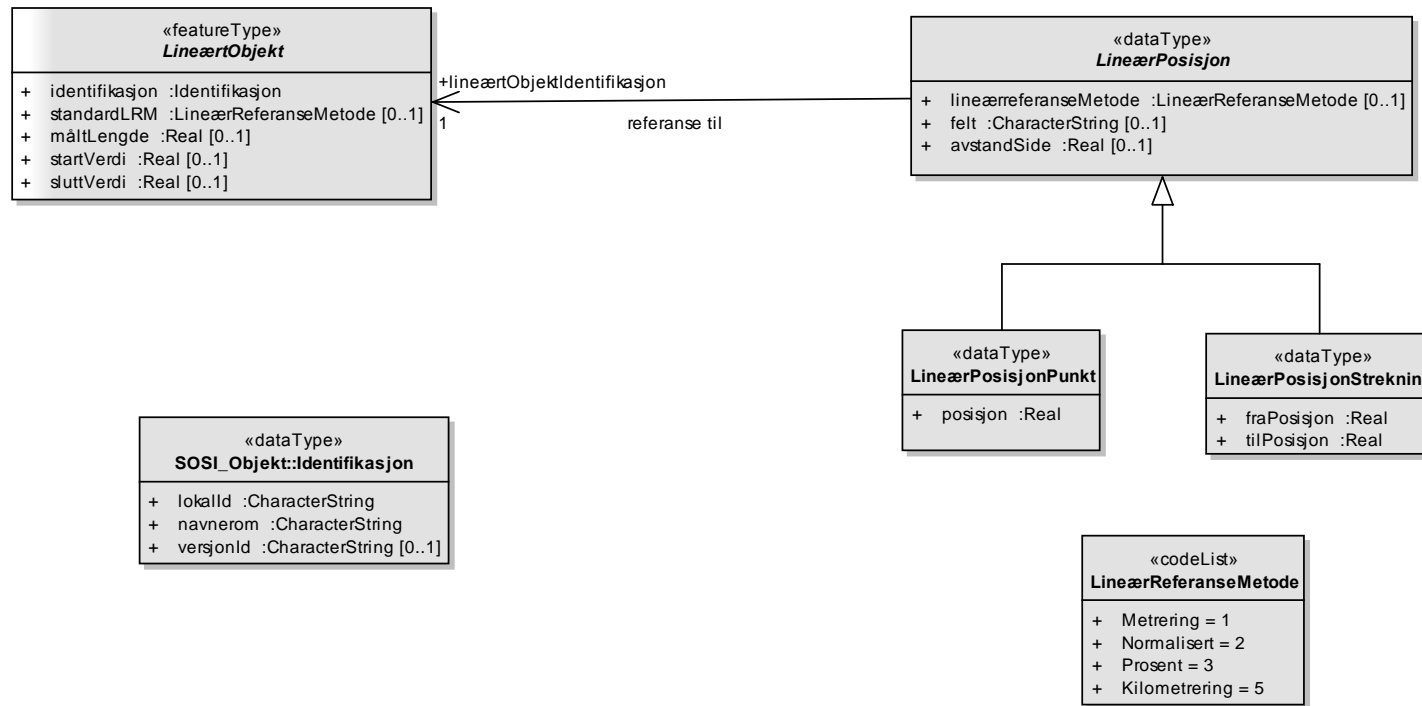 «featureType»
LineærtObjekt
+ identifikasjon :Identifikasjon
+ standardLRM :LineærReferanseMetode [0..1]
+ måltLengde :Real [0..1]
+ startVerdi :Real [0..1]
+ sluttVerdi :Real [0..1]
+lineærtObjektIdentifikasjon
1
referanse til
«dataType»
LineærPosisjon
+ lineærreferanseMetode :LineærReferanseMetode [0..1]
+ felt :CharacterString [0..1]
+ avstandSide :Real [0..1]
«dataType»
LineærPosisjonPunkt
+ posisjon :Real
«dataType»
LineærPosisjonStreknin
+ fraPosisjon :Real
+ tilPosisjon :Real
«dataType»
SOSI_Objekt::Identifikasjon
+ lokalId :CharacterString
+ navnerom :CharacterString
+ versjonId :CharacterString [0..1]
«codeList»
LineærReferanseMetode
+ Metrering = 1
+ Normalisert = 2
+ Prosent = 3
+ Kilometrering = 5